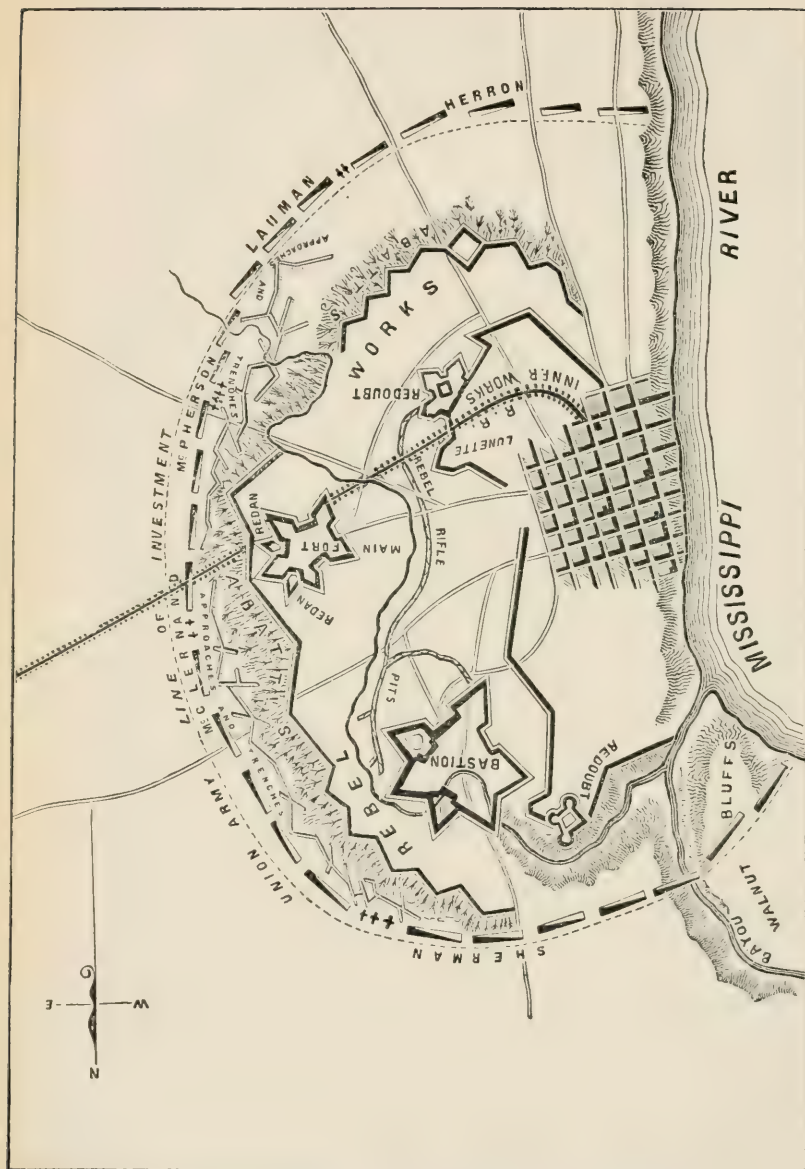 HERRON
LAUMAN
APPROACHES
AND
TRENCHES
McPHERSON
LINE OF INVESTMENT
McCLERNAND
APPROACHES
AND
TRENCHES
UNION ARMY
SHERMAN
ABATTIS
WORKS
ABATTIS
REBEL
REDOUBT
INNER WORKS
R R
LUNETTE
REBEL
RIFLE
PITS
REDAN
MAIN
FORT
REDAN
BASTION
REDOUBT
MISSISSIPPI
RIVER
BLUFFS
WALNUT
BAYOU
E
W
N